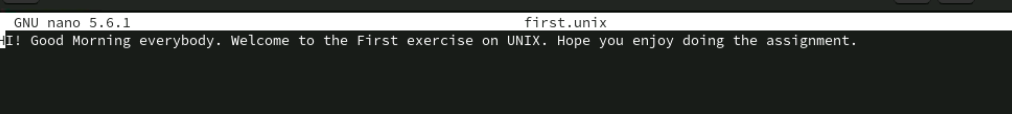 GNU nano 5.6.1 first.unix
HI! Good Morning everybody. Welcome to the First exercise on UNIX. Hope you enjoy doing the assignment.